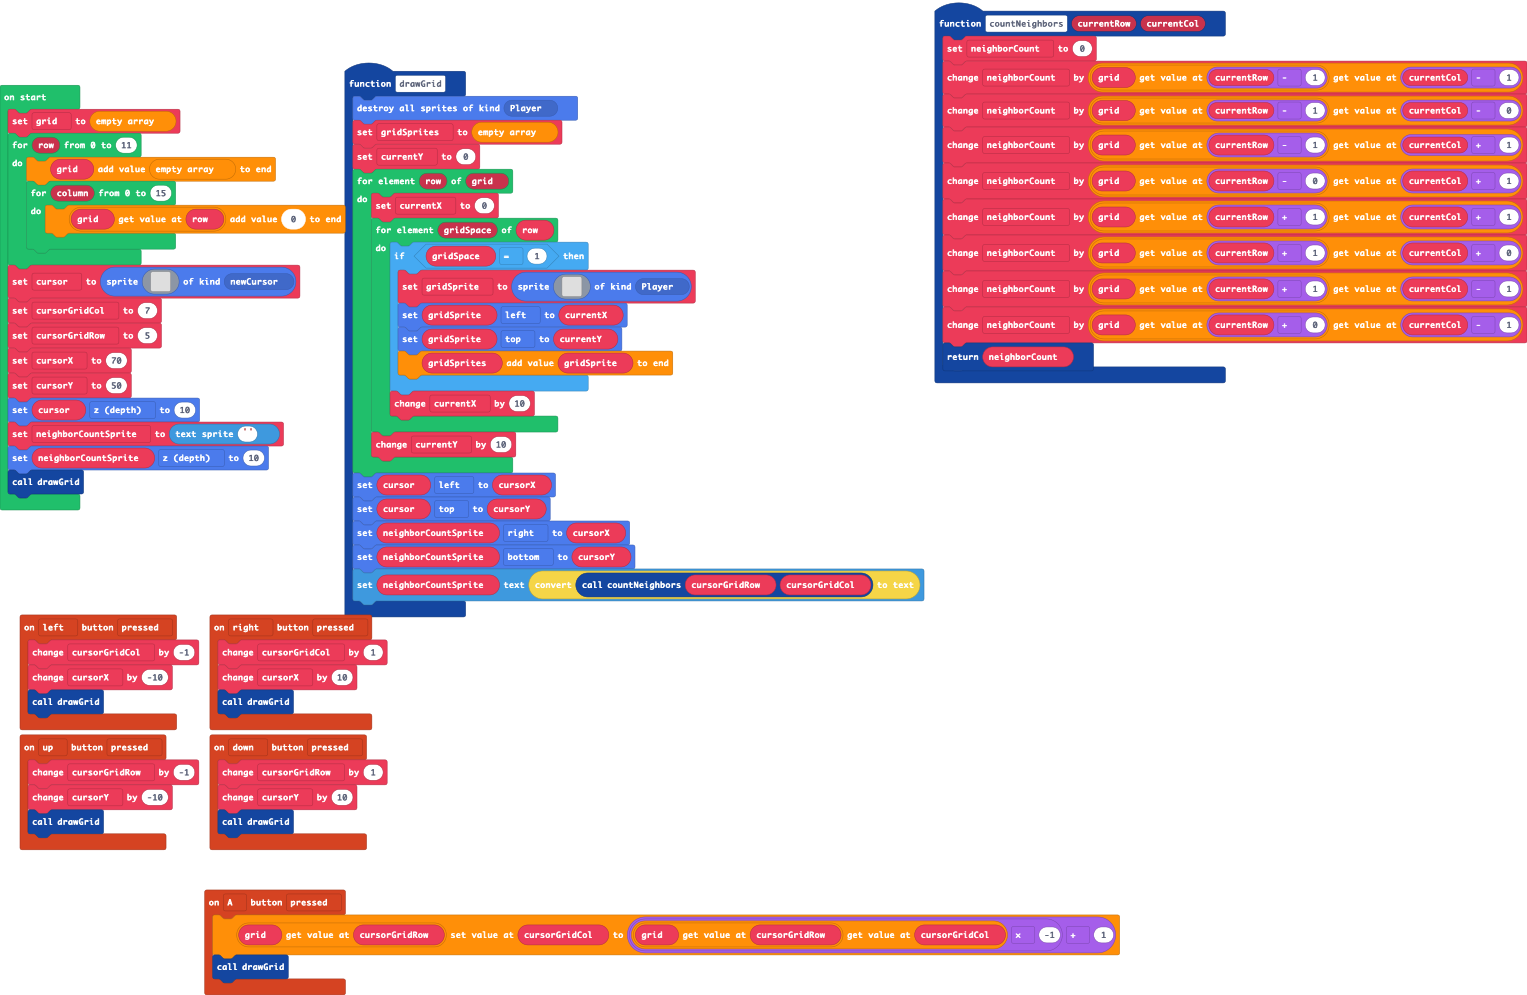 on start
set grid to empty array
for row from 0 to 11
do
grid add value empty array to end
for column from 0 to 15
do
grid get value at row add value 0 to end
set cursor to sprite of kind newCursor
set cursorGridCol to 7
set cursorGridRow to 5
set cursorX to 70
set cursorY to 50
set cursor z (depth) to 10
set neighborCountSprite to text sprite ''
set neighborCountSprite z (depth) to 10
call drawGrid
function drawGrid
destroy all sprites of kind Player
set gridSprites to empty array
set currentY to 0
for element row of grid
do
set currentX to 0
for element gridSpace of row
do
if gridSpace = 1 then
set gridSprite to sprite of kind Player
set gridSprite left to currentX
set gridSprite top to currentY
gridSprites add value gridSprite to end
change currentX by 10
change currentY by 10
set cursor left to cursorX
set cursor top to cursorY
set neighborCountSprite right to cursorX
set neighborCountSprite bottom to cursorY
set neighborCountSprite text convert call countNeighbors cursorGridRow cursorGridCol to text
function countNeighbors currentRow currentCol
set neighborCount to 0
change neighborCount by grid get value at currentRow - 1 get value at currentCol - 1
change neighborCount by grid get value at currentRow - 1 get value at currentCol - 0
change neighborCount by grid get value at currentRow - 1 get value at currentCol + 1
change neighborCount by grid get value at currentRow - 0 get value at currentCol + 1
change neighborCount by grid get value at currentRow + 1 get value at currentCol + 1
change neighborCount by grid get value at currentRow + 1 get value at currentCol + 0
change neighborCount by grid get value at currentRow + 1 get value at currentCol - 1
change neighborCount by grid get value at currentRow + 0 get value at currentCol - 1
return neighborCount
on left button pressed
change cursorGridCol by -1
change cursorX by -10
call drawGrid
on right button pressed
change cursorGridCol by 1
change cursorX by 10
call drawGrid
on up button pressed
change cursorGridRow by -1
change cursorY by -10
call drawGrid
on down button pressed
change cursorGridRow by 1
change cursorY by 10
call drawGrid
on A button pressed
grid get value at cursorGridRow set value at cursorGridCol to grid get value at cursorGridRow get value at cursorGridCol × -1 + 1
call drawGrid